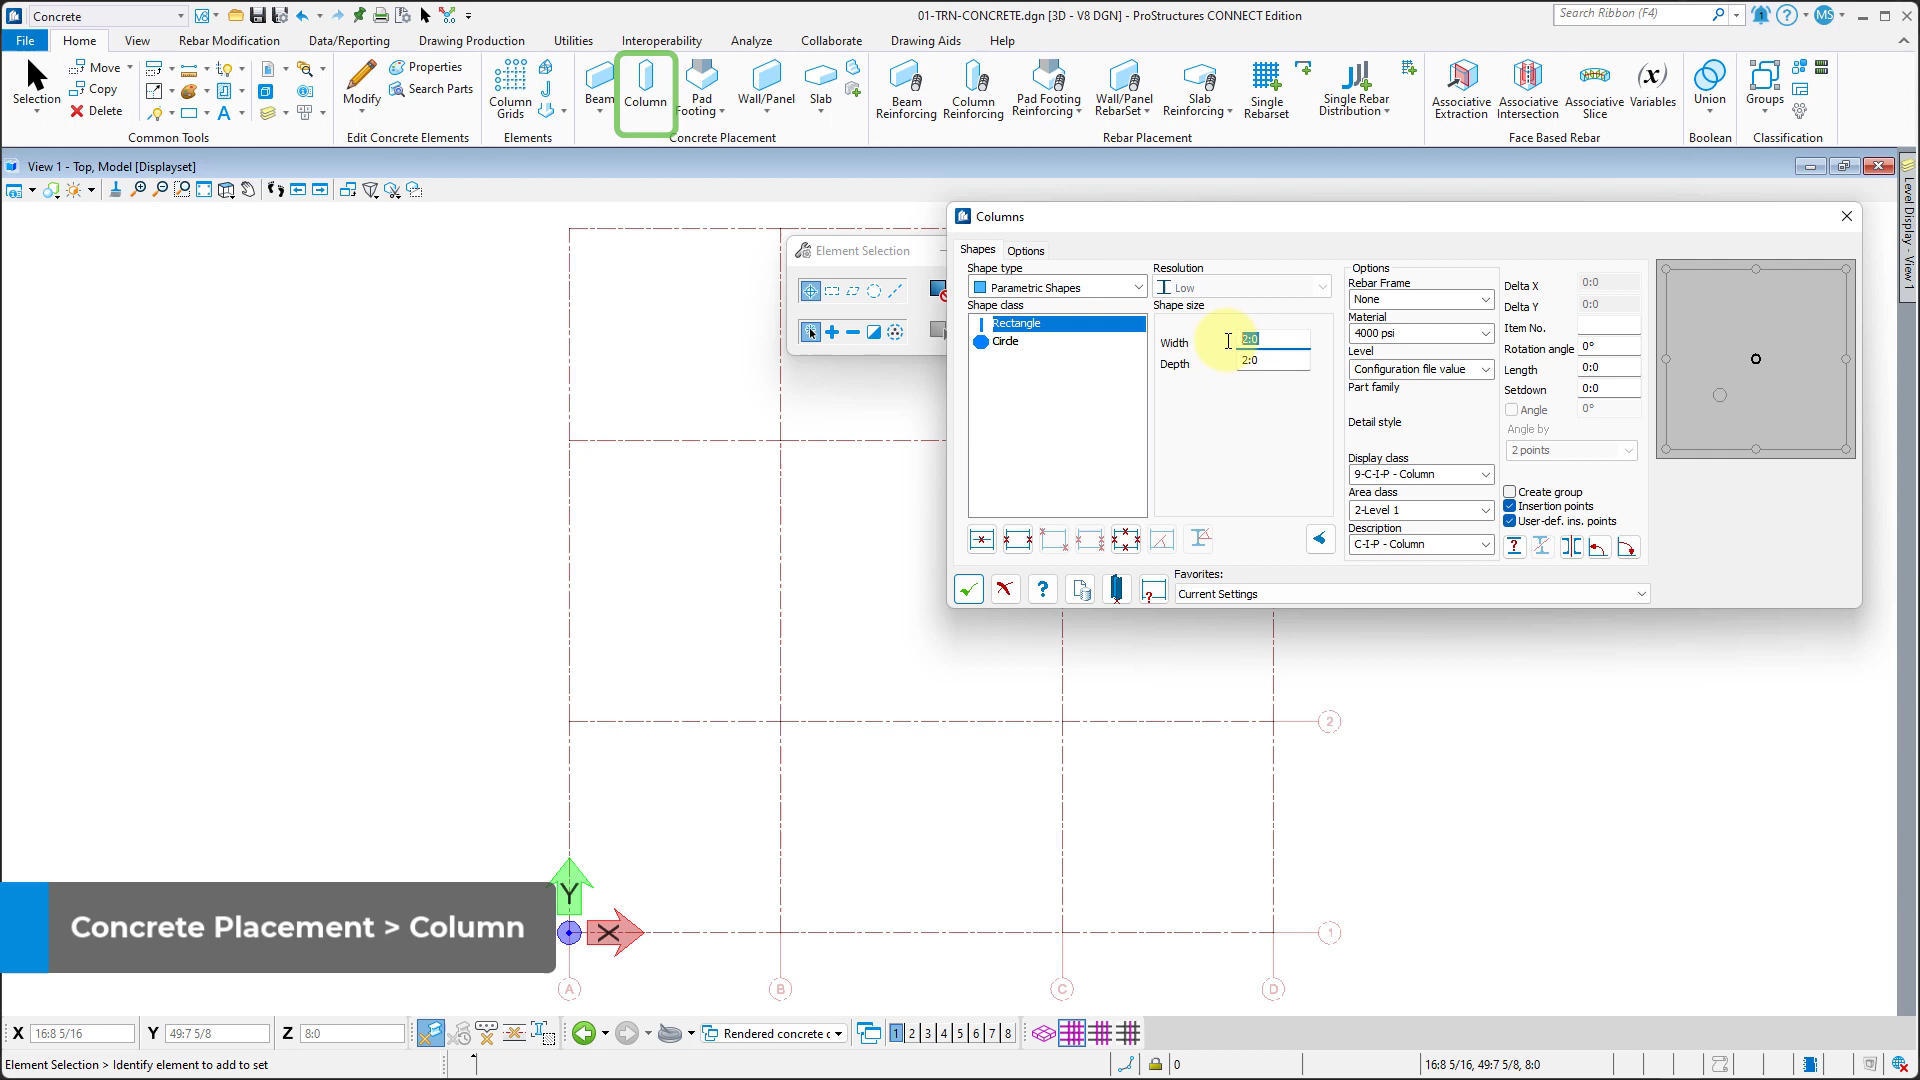 Concrete
01-TRN-CONCRETE.dgn [3D - V8 DGN] - ProStructures CONNECT Edition
Search Ribbon (F4)
MS
File Home View Rebar Modification Data/Reporting Drawing Production Utilities Interoperability Analyze Collaborate Drawing Aids Help
Selection
Move
Copy
Delete
Common Tools
Modify
Properties
Search Parts
Edit Concrete Elements
Column Grids
Elements
Beam
Column
Pad Footing
Wall/Panel
Slab
Concrete Placement
Beam Reinforcing
Column Reinforcing
Pad Footing Reinforcing
Wall/Panel RebarSet
Slab Reinforcing
Single Rebarset
Single Rebar Distribution
Rebar Placement
Associative Extraction
Associative Intersection
Associative Slice
Variables
Face Based Rebar
Union
Boolean
Groups
Classification
View 1 - Top, Model [Displayset]
Level Display - View 1
Element Selection
Columns
Shapes Options
Shape type
Parametric Shapes
Shape class
Rectangle
Circle
Resolution
Low
Shape size
Width 2:0
Depth 2:0
Options
Rebar Frame
None
Material
4000 psi
Level
Configuration file value
Part family
Detail style
Display class
9-C-I-P - Column
Area class
2-Level 1
Description
C-I-P - Column
Delta X 0:0
Delta Y 0:0
Item No.
Rotation angle 0°
Length 0:0
Setdown 0:0
Angle 0°
Angle by
2 points
Create group
Insertion points
User-def. ins. points
Favorites:
Current Settings
2
1
A B C D
Y
X
Concrete Placement > Column
X 16:8 5/16 Y 49:7 5/8 Z 8:0
Rendered concrete c
1 2 3 4 5 6 7 8
Element Selection > Identify element to add to set
0
16:8 5/16, 49:7 5/8, 8:0